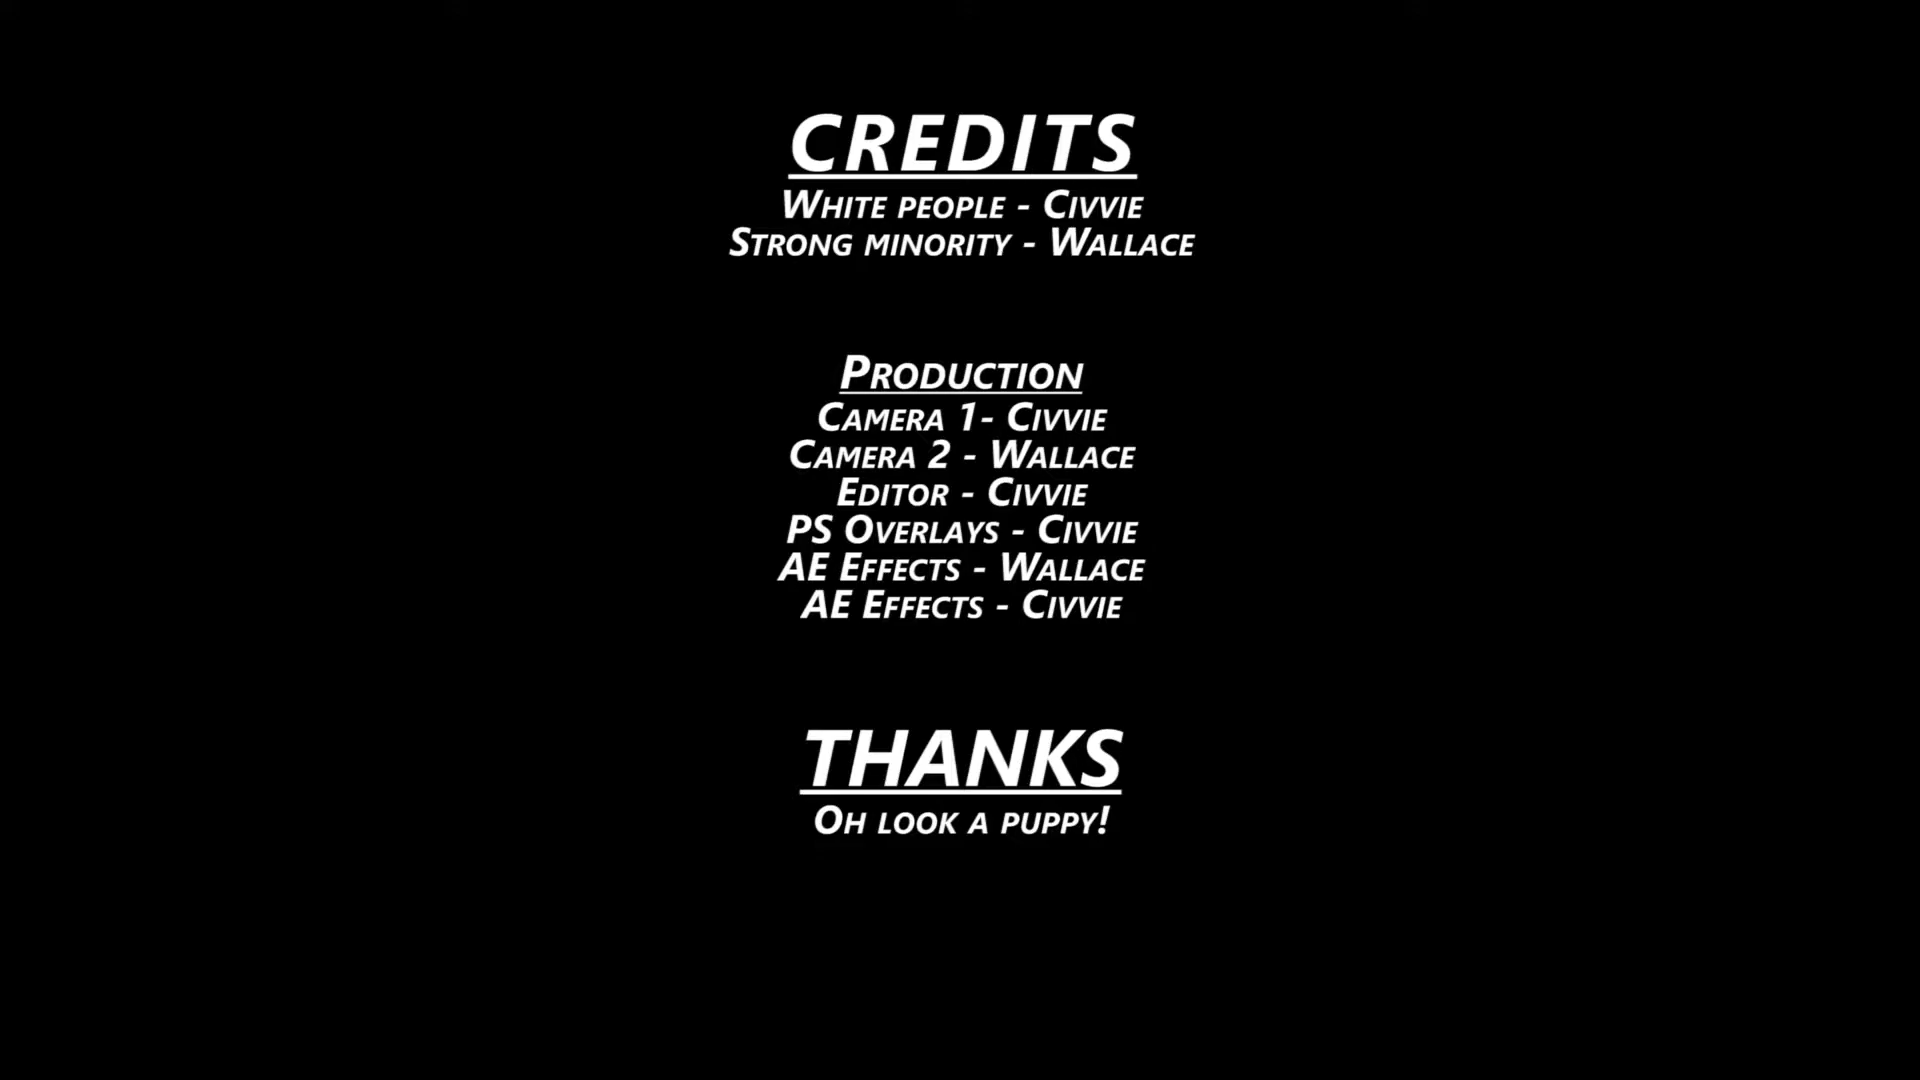 CREDITS
White people - Civvie
Strong minority - Wallace
Production
Camera 1- Civvie
Camera 2 - Wallace
Editor - Civvie
PS Overlays - Civvie
AE Effects - Wallace
AE Effects - Civvie
THANKS
Oh look a puppy!